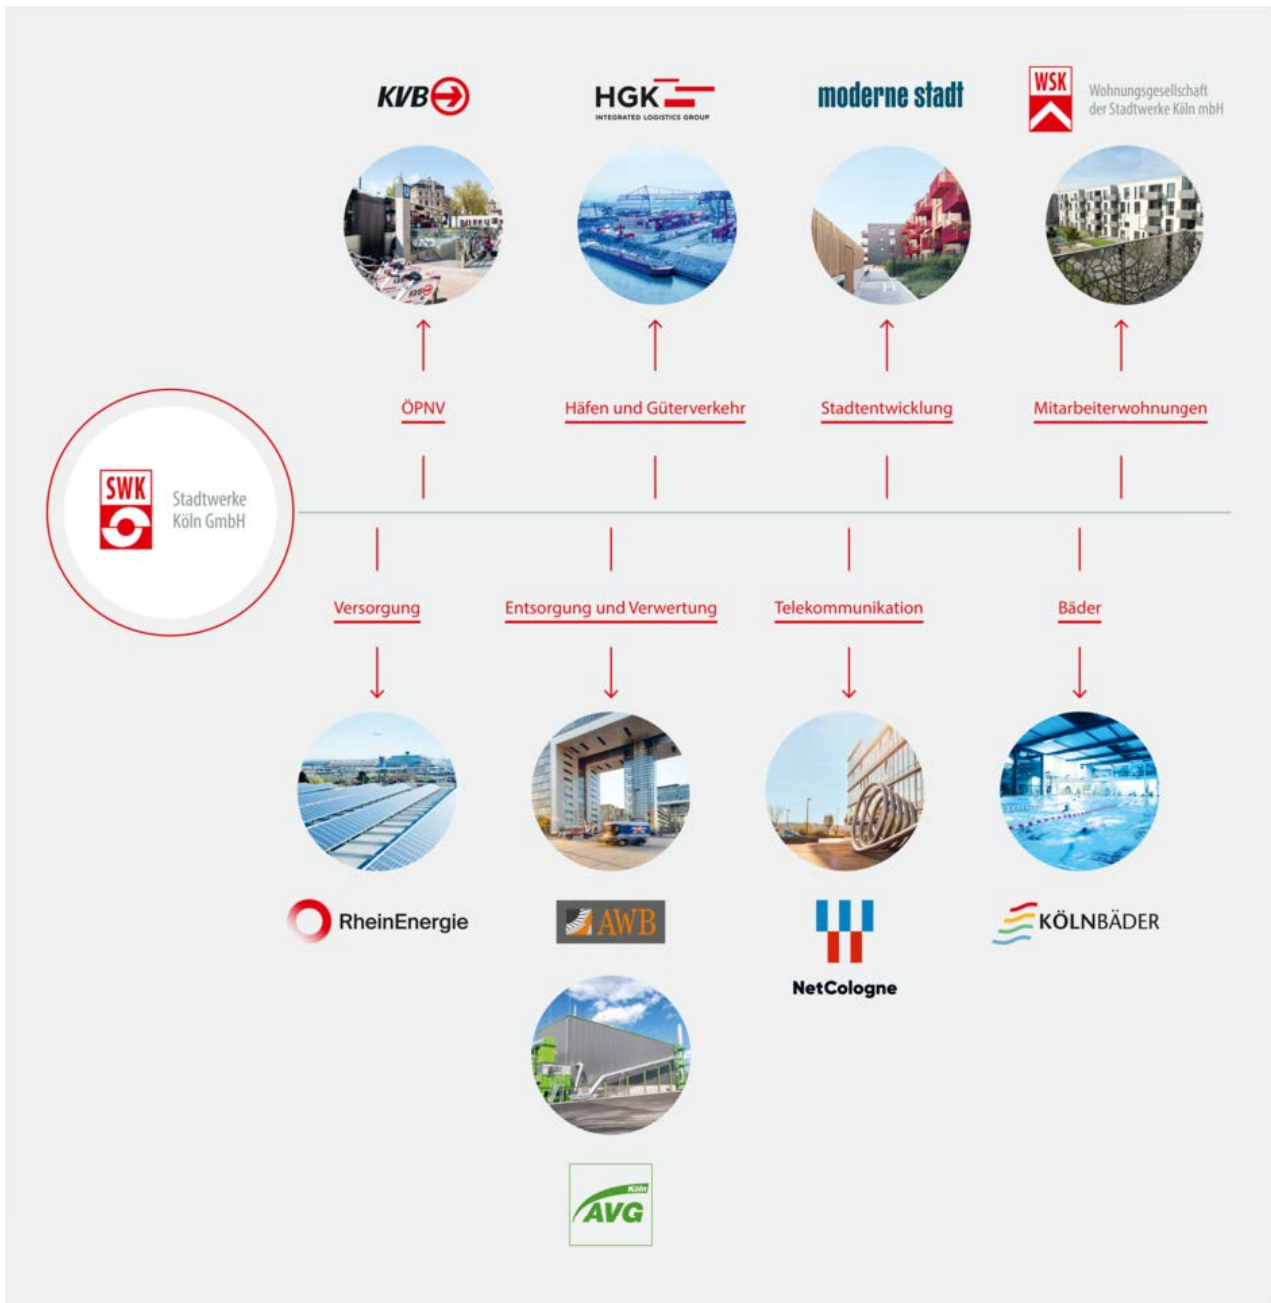 KVB
HGK
INTEGRATED LOGISTICS GROUP
moderne stadt
WSK
Wohnungsgesellschaft
der Stadtwerke Köln mbH
KVB
ÖPNV
Häfen und Güterverkehr
Stadtentwicklung
Mitarbeiterwohnungen
SWK
Stadtwerke
Köln GmbH
Versorgung
Entsorgung und Verwertung
Telekommunikation
Bäder
RheinEnergie
AWB
NetCologne
KÖLNBÄDER
Köln
AVG